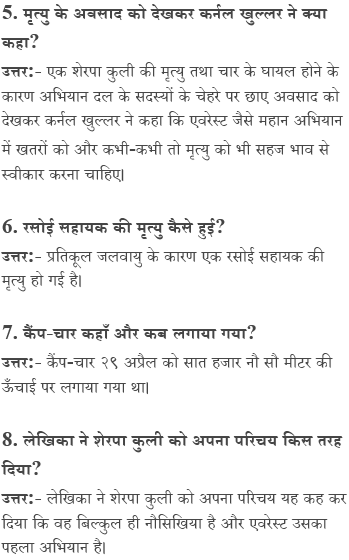 5. मृत्यु के अवसाद को देखकर कर्नल खुल्लर ने क्या
कहा?
उत्तर:- एक शेरपा कुली की मृत्यु तथा चार के घायल होने के
कारण अभियान दल के सदस्यों के चेहरे पर छाए अवसाद को
देखकर कर्नल खुल्लर ने कहा कि एवरेस्ट जैसे महान अभियान
में खतरों को और कभी-कभी तो मृत्यु को भी सहज भाव से
स्वीकार करना चाहिए।
6. रसोई सहायक की मृत्यु कैसे हुई?
उत्तर:- प्रतिकूल जलवायु के कारण एक रसोई सहायक की
मृत्यु हो गई है।
7. कैंप-चार कहाँ और कब लगाया गया?
उत्तर:- कैंप-चार २९ अप्रैल को सात हजार नौ सौ मीटर की
ऊँचाई पर लगाया गया था।
8. लेखिका ने शेरपा कुली को अपना परिचय किस तरह
दिया?
उत्तर:- लेखिका ने शेरपा कुली को अपना परिचय यह कह कर
दिया कि वह बिल्कुल ही नौसिखिया है और एवरेस्ट उसका
पहला अभियान है।